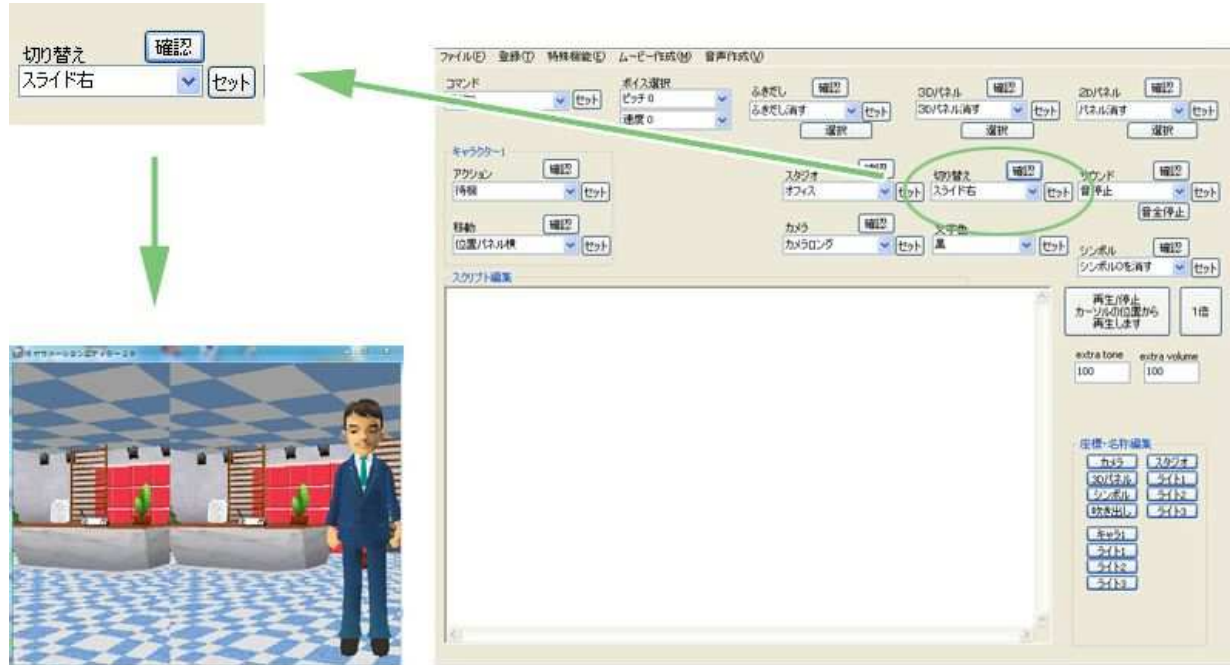 切り替え
確認
スライド右
セット
ファイル(F) 登録(T) 特殊機能(E) ムービー作成(M) 音声作成(V)
コマンド
セット
ボイス選択
ピッチ 0
速度 0
ふきだし
確認
ふきだし消す
セット
選択
3Dパネル
確認
3Dパネル消す
セット
選択
2Dパネル
確認
パネル消す
セット
選択
キャラクター1
アクション
確認
待機
セット
移動
確認
位置パネル横
セット
スタジオ
オフィス
セット
切り替え
確認
スライド右
セット
サウンド
確認
音停止
セット
音全停止
カメラ
確認
カメラロング
セット
文字色
黒
セット
シンボル
確認
シンボル0を消す
セット
スクリプト編集
再生/停止
カーソルの位置から
再生します
1倍
extra tone
100
extra volume
100
座標・名称編集
カメラ
スタジオ
3Dパネル
ライト1
シンボル
ライト2
吹き出し
ライト3
キャラ1
ライト1
ライト2
ライト3